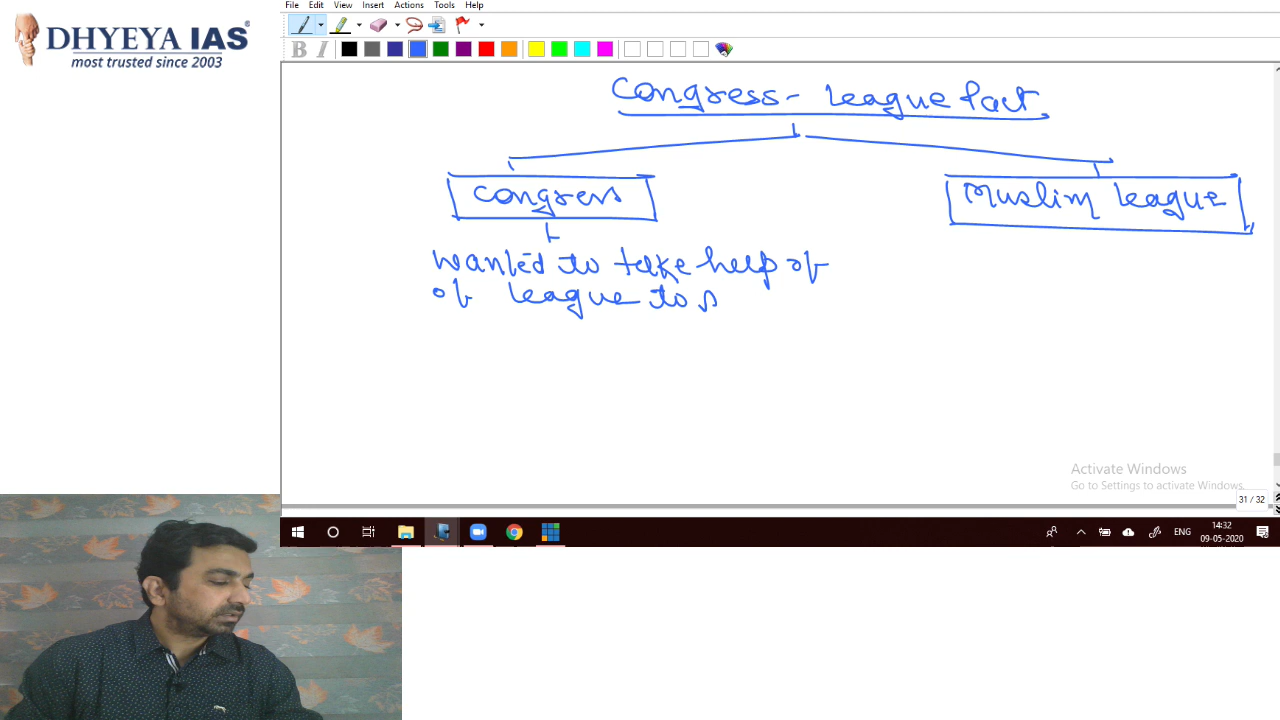 DHYEYA IAS®
most trusted since 2003
File Edit View Insert Actions Tools Help
B I
Congress - League Pact
Congress
Muslim League
wanted to take help of
of league to
Activate Windows
Go to Settings to activate Windows.
31 / 32
ENG
14:32
09-05-2020